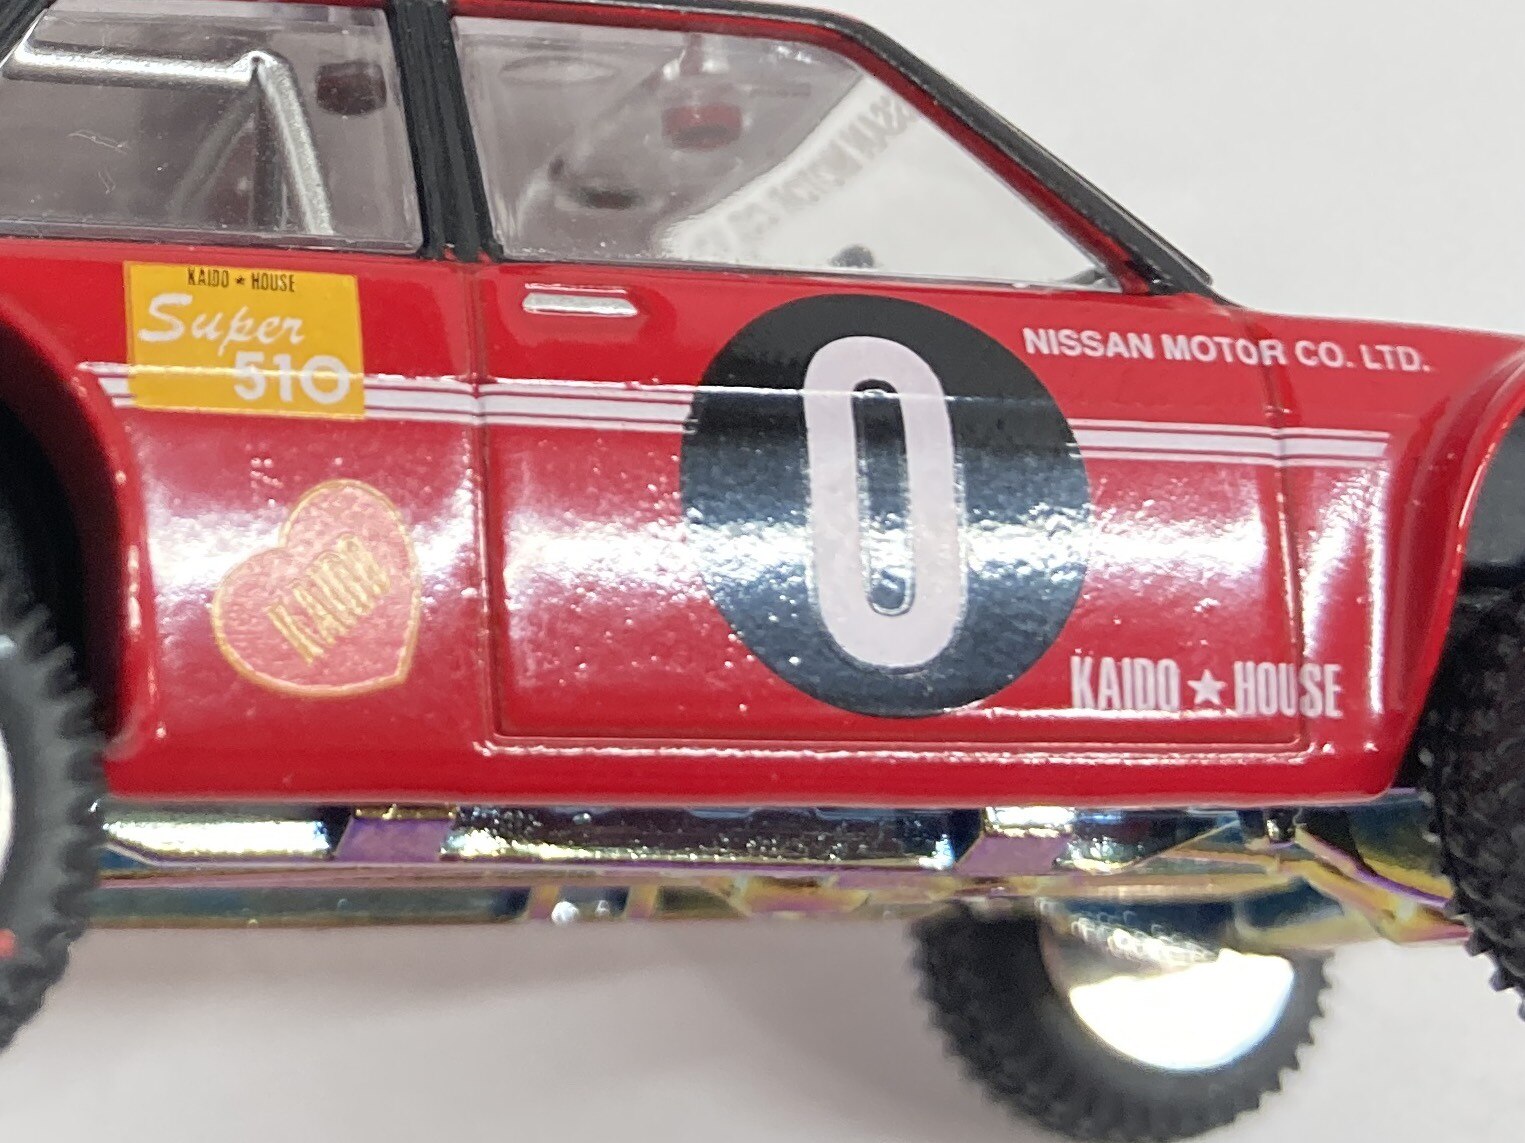 KAIDO ★ HOUSE
Super
510
NISSAN MOTOR CO. LTD.
0
KAIDO
KAIDO ★ HOUSE